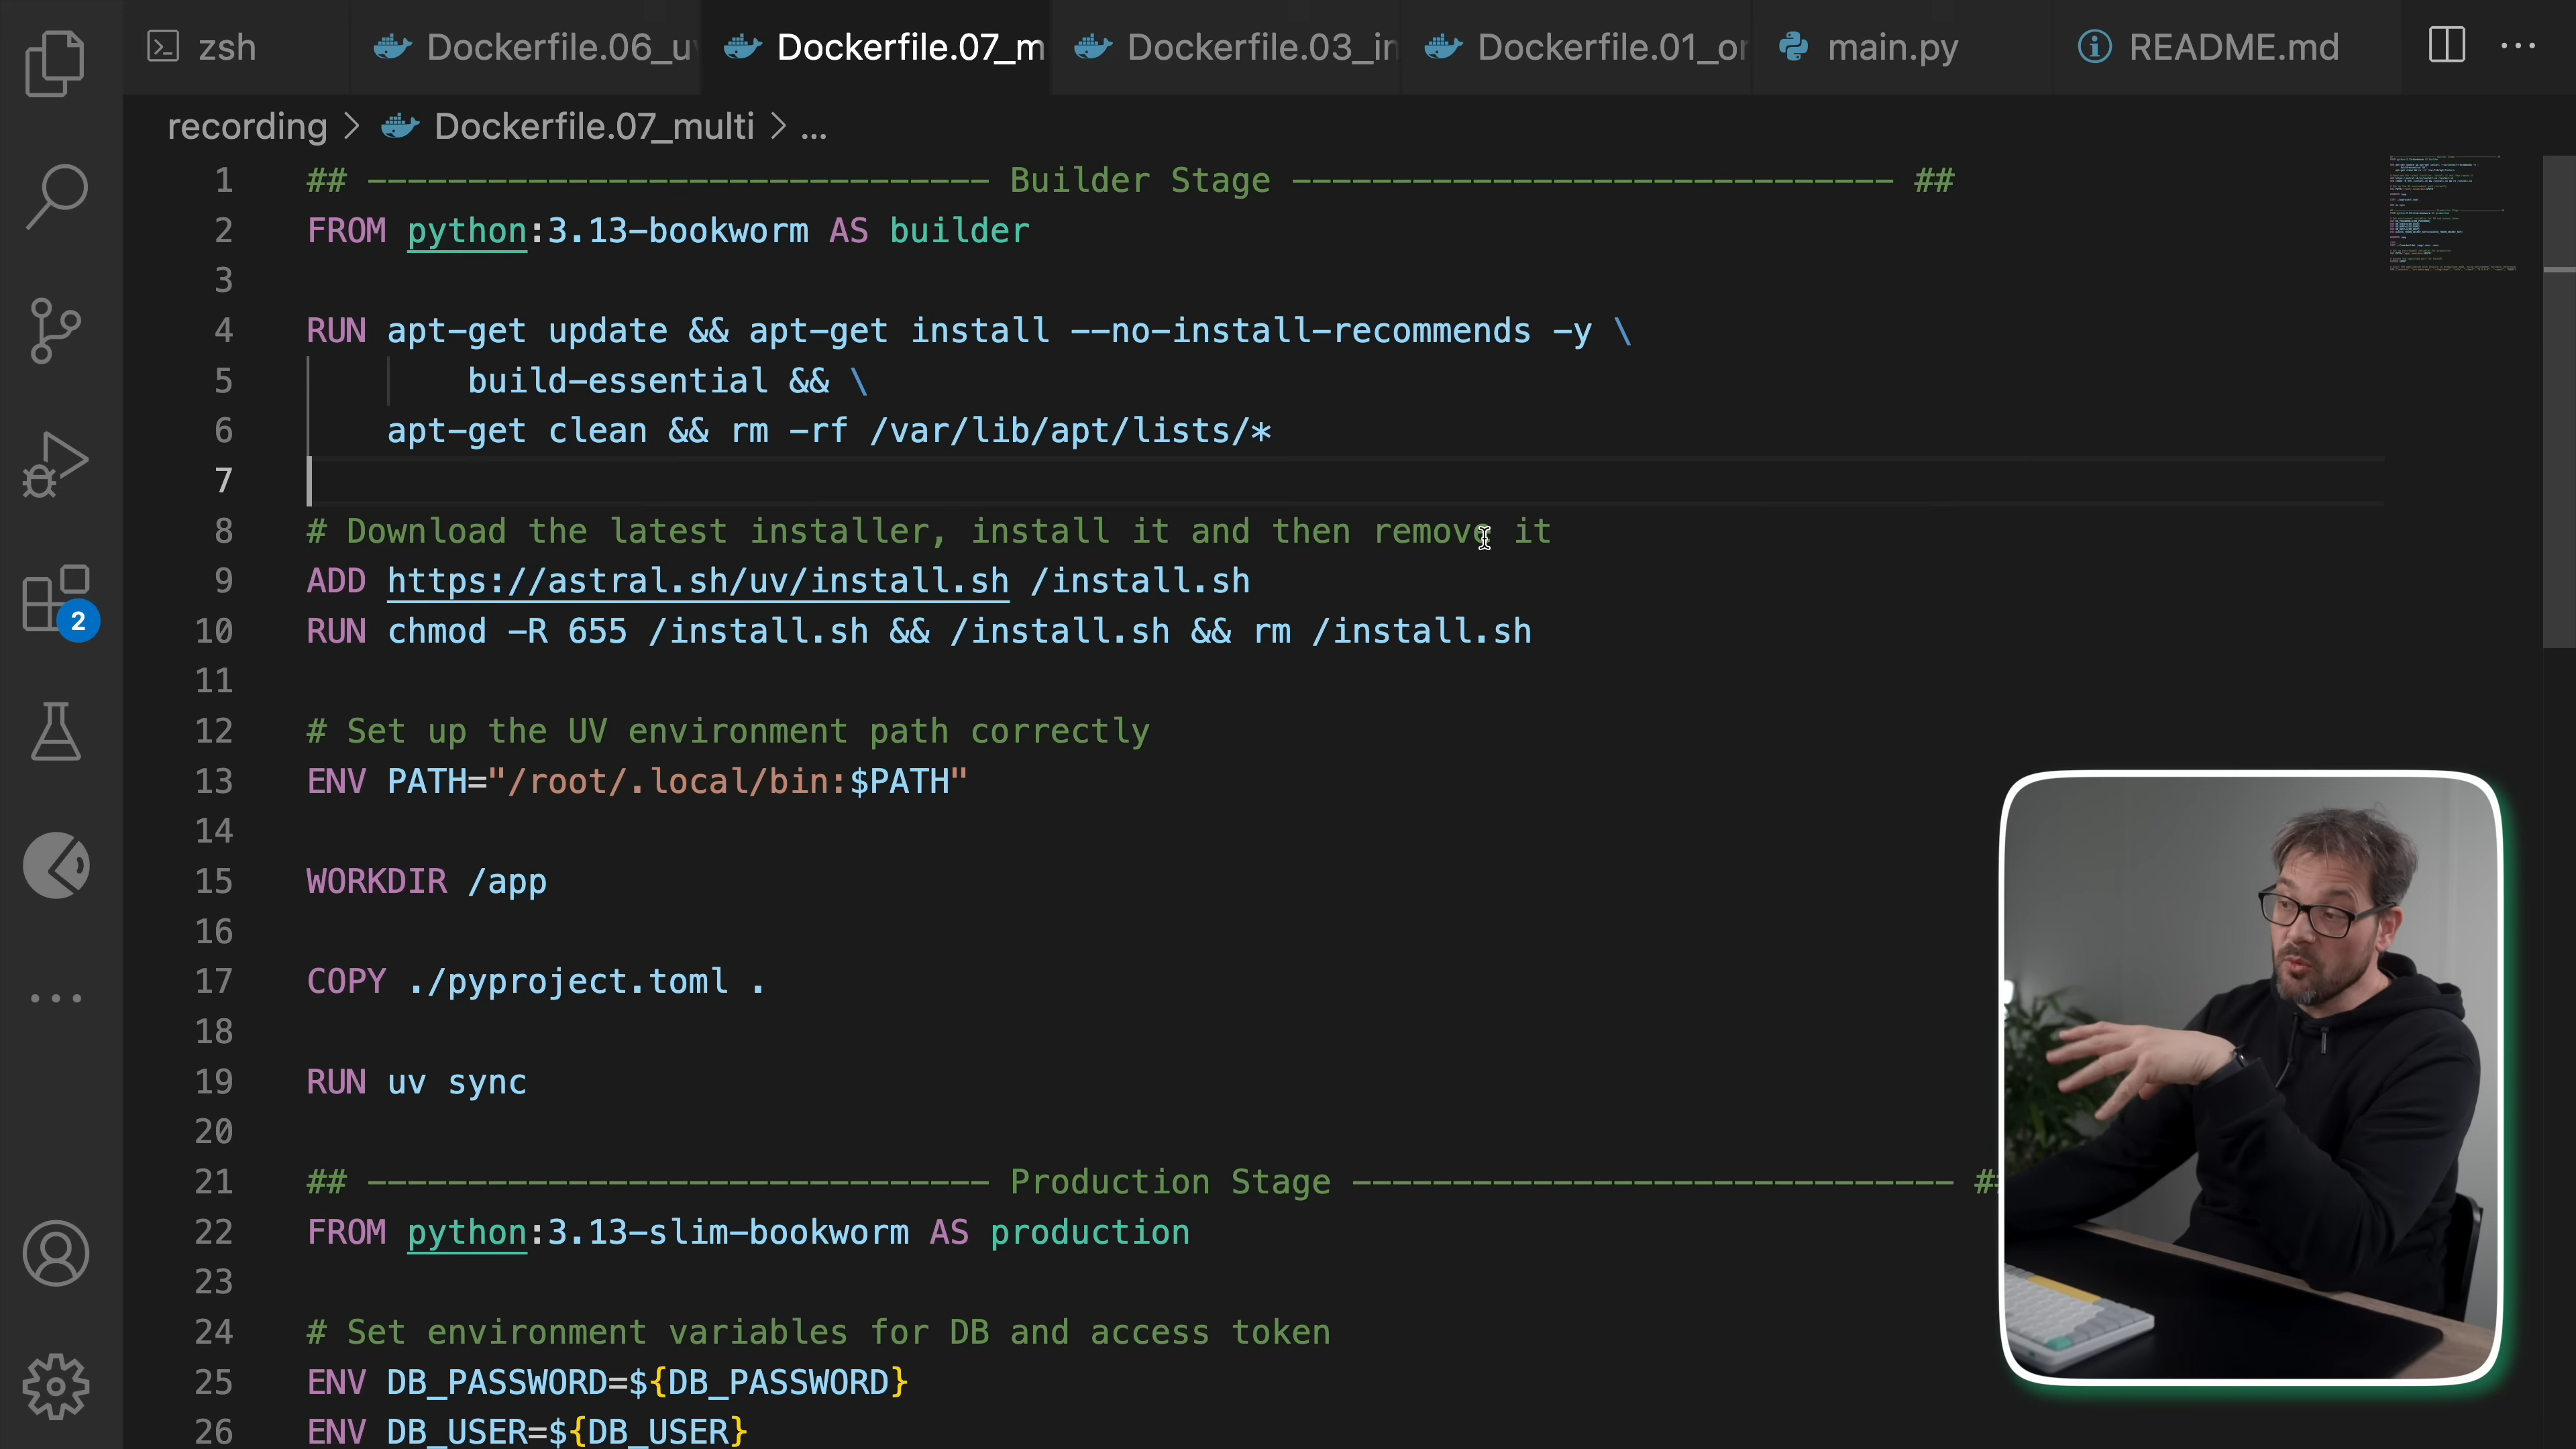 zsh
Dockerfile.06_u
Dockerfile.07_m
Dockerfile.03_in
Dockerfile.01_or
main.py
README.md
recording > Dockerfile.07_multi > ...
1 ## ------------------------------- Builder Stage ------------------------------ ##
2 FROM python:3.13-bookworm AS builder
3
4 RUN apt-get update && apt-get install --no-install-recommends -y \
5 build-essential && \
6 apt-get clean && rm -rf /var/lib/apt/lists/*
7
8 # Download the latest installer, install it and then remove it
9 ADD https://astral.sh/uv/install.sh /install.sh
10 RUN chmod -R 655 /install.sh && /install.sh && rm /install.sh
11
12 # Set up the UV environment path correctly
13 ENV PATH="/root/.local/bin:$PATH"
14
15 WORKDIR /app
16
17 COPY ./pyproject.toml .
18
19 RUN uv sync
20
21 ## ------------------------------- Production Stage ------------------------------ ##
22 FROM python:3.13-slim-bookworm AS production
23
24 # Set environment variables for DB and access token
25 ENV DB_PASSWORD=${DB_PASSWORD}
26 ENV DB_USER=${DB_USER}
2